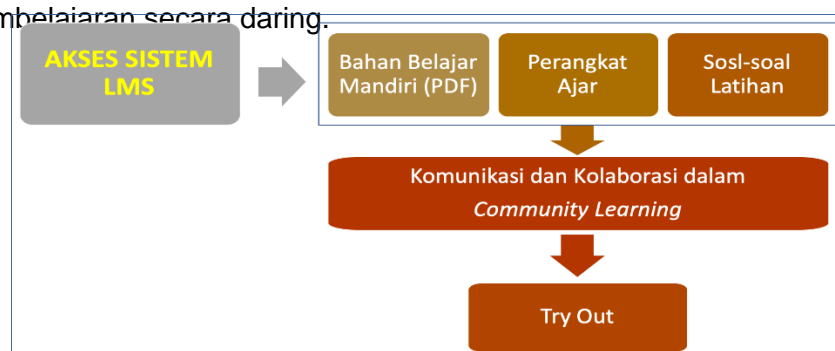 mbelajaran secara daring.
AKSES SISTEM
LMS
Bahan Belajar
Mandiri (PDF)
Perangkat
Ajar
Sosl-soal
Latihan
Komunikasi dan Kolaborasi dalam
Community Learning
Try Out